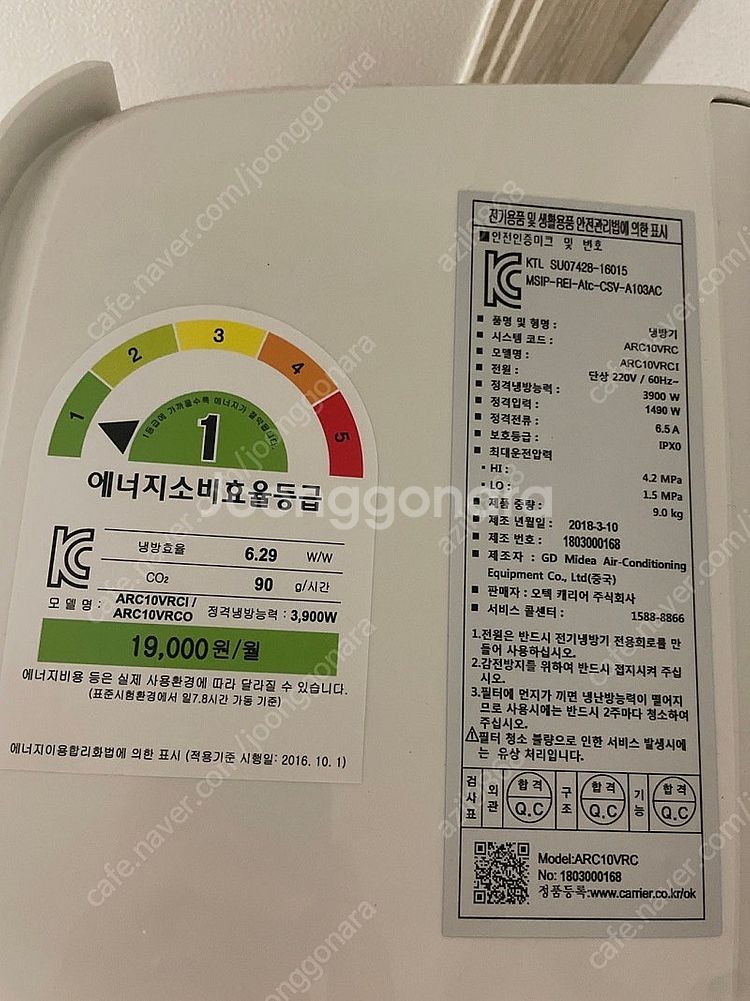 1
2
3
4
5
1등급에 가까울수록 에너지가 절약됩니다.
1
에너지소비효율등급
냉방효율 6.29 W/W
CO₂ 90 g/시간
모델명 : ARC10VRCI / ARC10VRCO 정격냉방능력 : 3,900W
19,000원/월
에너지비용 등은 실제 사용환경에 따라 달라질 수 있습니다.
(표준시험환경에서 일7.8시간 가동 기준)
에너지이용합리화법에 의한 표시 (적용기준 시행일: 2016. 10. 1)
전기용품 및 생활용품 안전관리법에 의한 표시
안전인증마크 및 번호
KTL SU07428-16015
MSIP-REI-Atc-CSV-A103AC
■ 품명 및 형명 : 냉방기
■ 시스템 코드 : ARC10VRC
■ 모델명 : ARC10VRCI
■ 전원 : 단상 220V / 60Hz~
■ 정격냉방능력 : 3900 W
■ 정격입력 : 1490 W
■ 정격전류 : 6.5 A
■ 보호등급 : IPX0
■ 최대운전압력
· HI : 4.2 MPa
· LO : 1.5 MPa
■ 제품 중량 : 9.0 kg
■ 제조 년월일 : 2018-3-10
■ 제조 번호 : 1803000168
■ 제조자 : GD Midea Air-Conditioning
Equipment Co., Ltd(중국)
■ 판매자 : 오텍 캐리어 주식회사
■ 서비스 콜센터 : 1588-8866
1.전원은 반드시 전기냉방기 전용회로를 만
들어 사용하십시오.
2.감전방지를 위하여 반드시 접지시켜 주십
시오.
3.필터에 먼지가 끼면 냉난방능력이 떨어지
므로 사용시에는 반드시 2주마다 청소하여
주십시오.
⚠필터 청소 불량으로 인한 서비스 발생시에
는 유상 처리입니다.
검사표 외관 합격 Q.C 구조 합격 Q.C 기능 합격 Q.C
Model:ARC10VRC
No: 1803000168
정품등록:www.carrier.co.kr/ok
joonggonara
cafe.naver.com/joonggonara